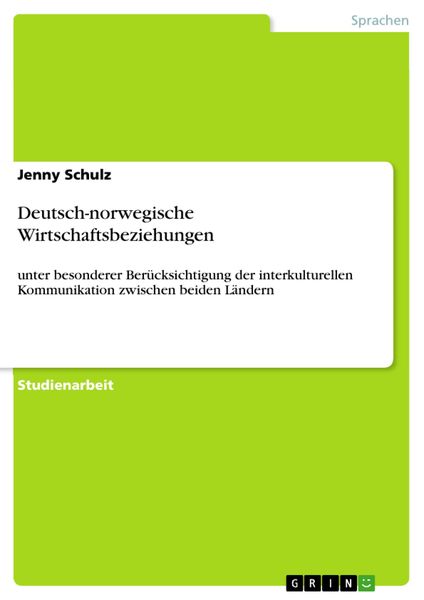 Sprachen
Jenny Schulz
Deutsch-norwegische
Wirtschaftsbeziehungen
unter besonderer Berücksichtigung der interkulturellen
Kommunikation zwischen beiden Ländern
Studienarbeit
GRIN